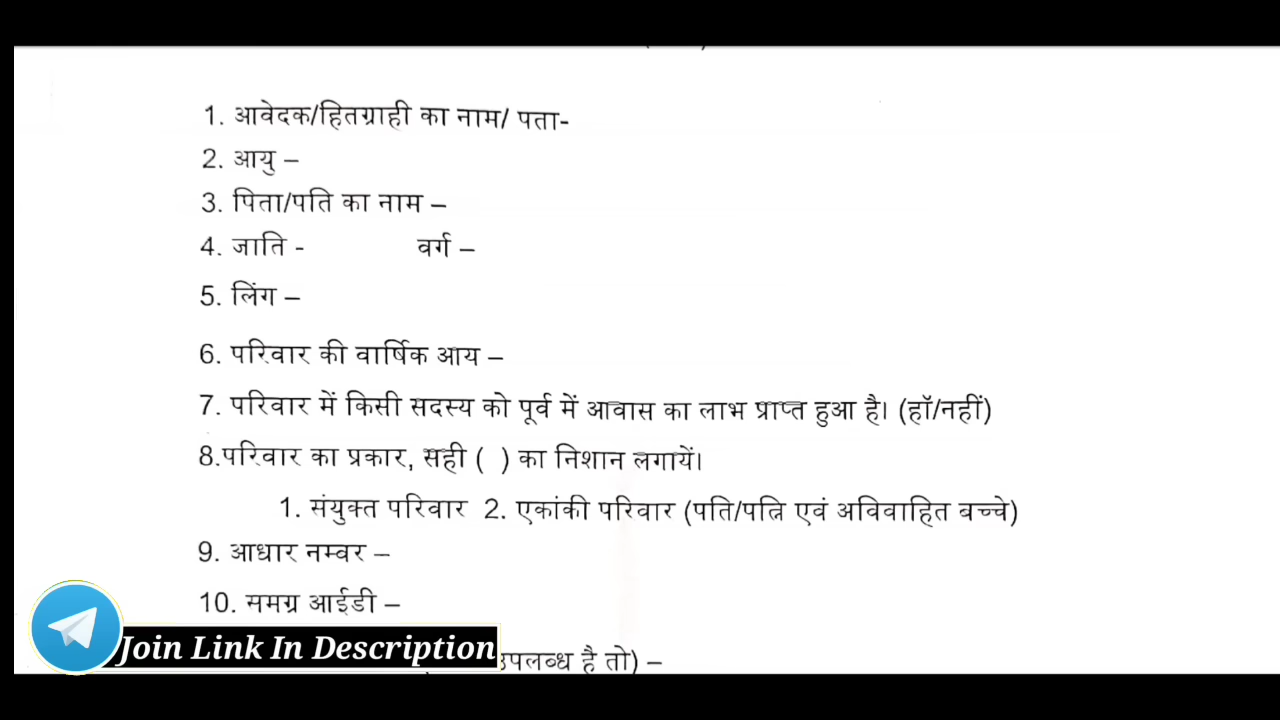 1. आवेदक/हितग्राही का नाम/ पता-
2. आयु –
3. पिता/पति का नाम –
4. जाति - वर्ग –
5. लिंग –
6. परिवार की वार्षिक आय –
7. परिवार में किसी सदस्य को पूर्व में आवास का लाभ प्राप्त हुआ है। (हॉ/नहीं)
8.परिवार का प्रकार, सही ( ) का निशान लगायें।
1. संयुक्त परिवार 2. एकांकी परिवार (पति/पत्नि एवं अविवाहित बच्चे)
9. आधार नम्बर –
10. समग्र आईडी –
Join Link In Description
उपलब्ध है तो) –